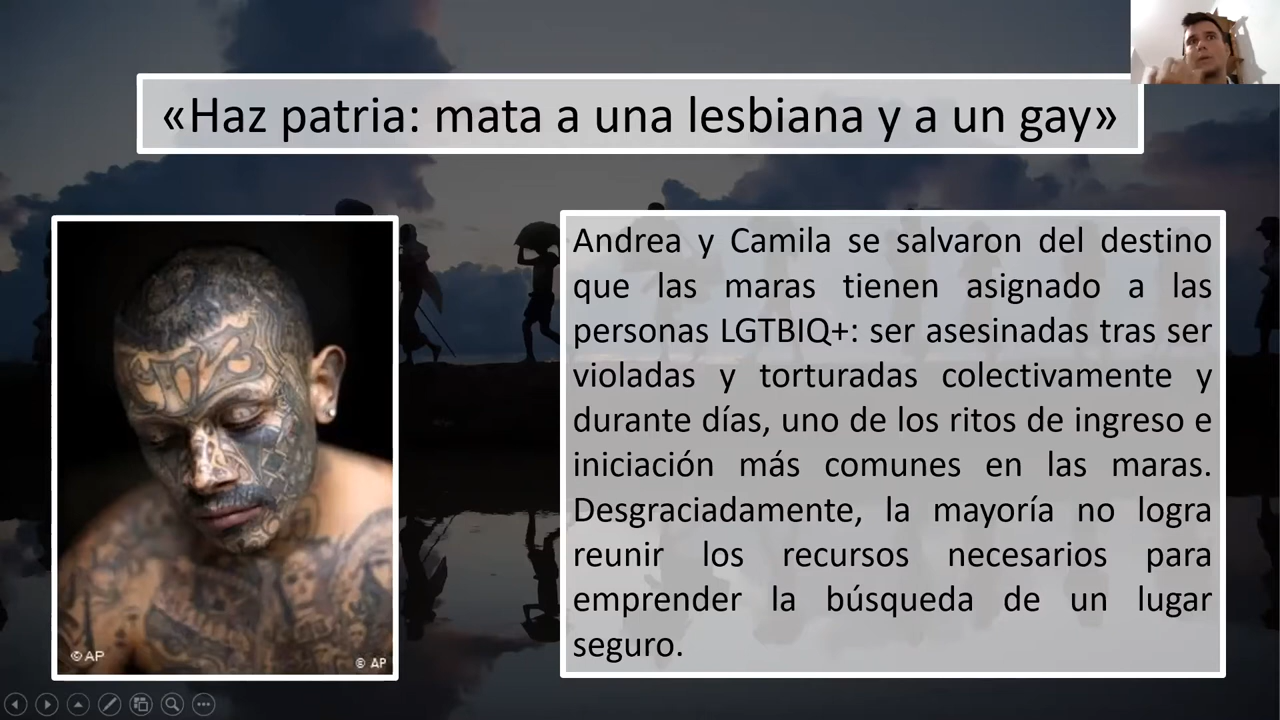 «Haz patria: mata a una lesbiana y a un gay»
Andrea y Camila se salvaron del destino
que las maras tienen asignado a las
personas LGTBIQ+: ser asesinadas tras ser
violadas y torturadas colectivamente y
durante días, uno de los ritos de ingreso e
iniciación más comunes en las maras.
Desgraciadamente, la mayoría no logra
reunir los recursos necesarios para
emprender la búsqueda de un lugar
seguro.
© AP
© AP